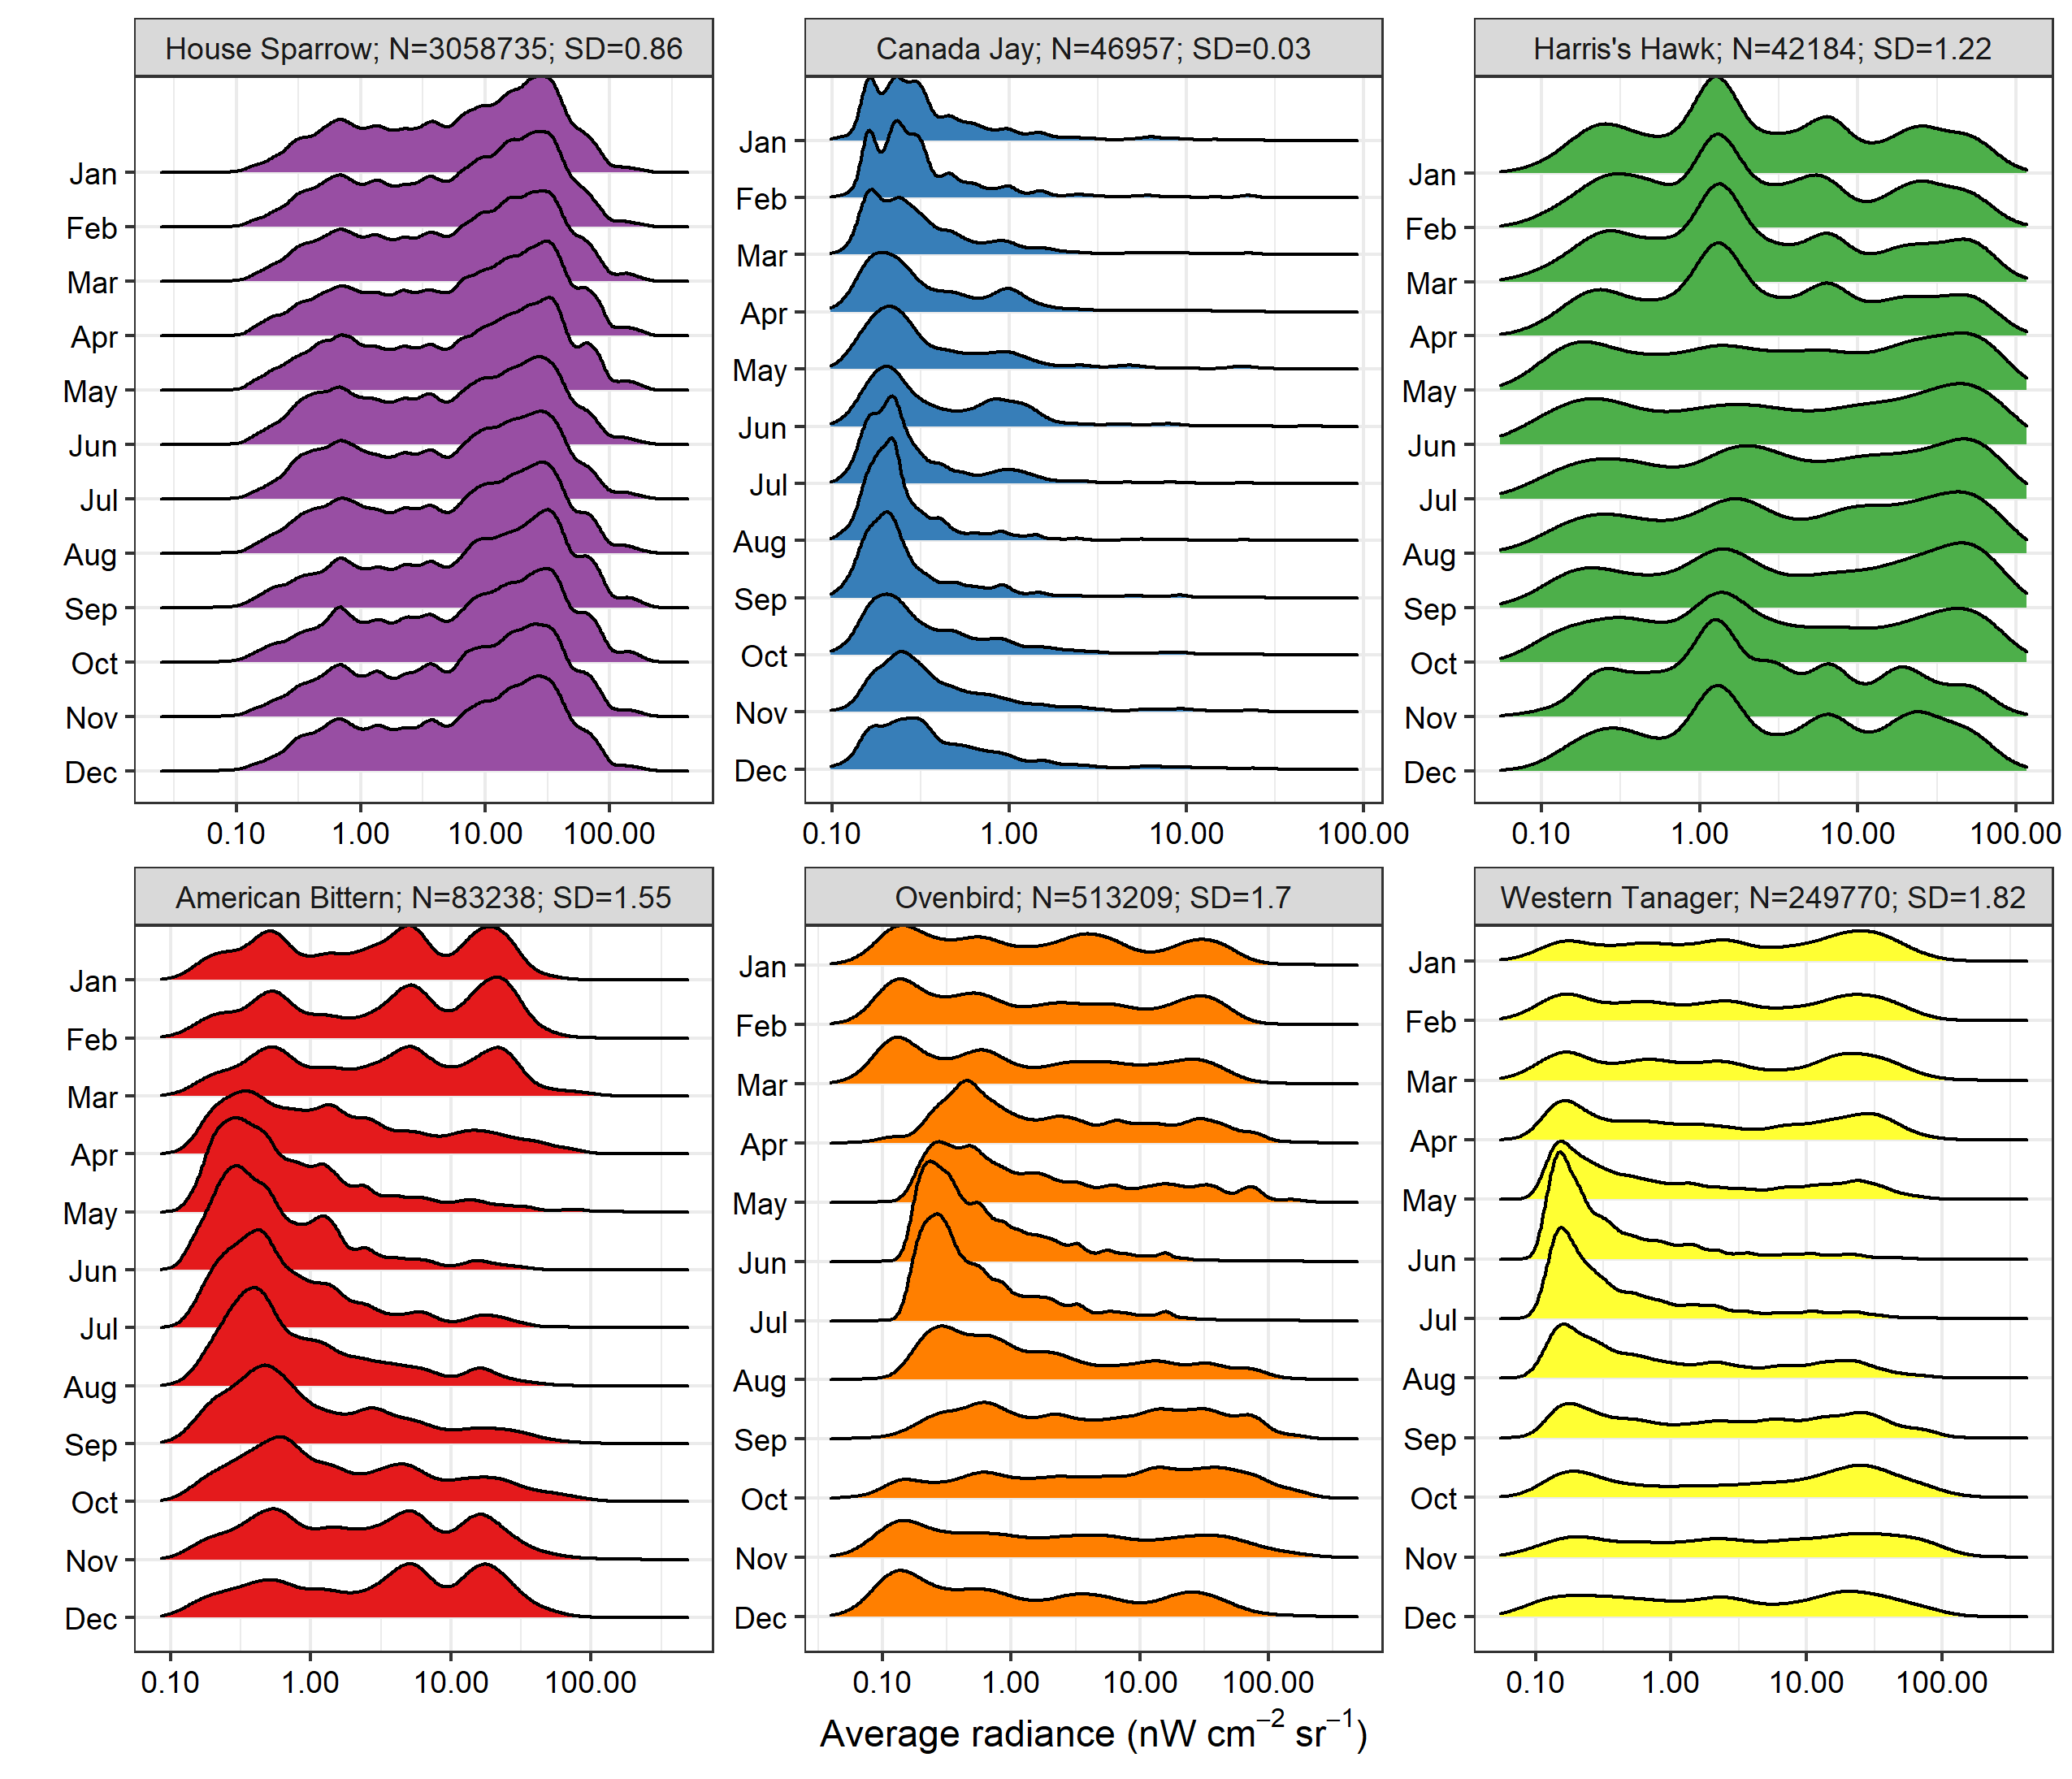 House Sparrow; N=3058735; SD=0.86
Jan
Feb
Mar
Apr
May
Jun
Jul
Aug
Sep
Oct
Nov
Dec
0.10 1.00 10.00 100.00
Canada Jay; N=46957; SD=0.03
Jan
Feb
Mar
Apr
May
Jun
Jul
Aug
Sep
Oct
Nov
Dec
0.10 1.00 10.00 100.00
Harris's Hawk; N=42184; SD=1.22
Jan
Feb
Mar
Apr
May
Jun
Jul
Aug
Sep
Oct
Nov
Dec
0.10 1.00 10.00 100.00
American Bittern; N=83238; SD=1.55
Jan
Feb
Mar
Apr
May
Jun
Jul
Aug
Sep
Oct
Nov
Dec
0.10 1.00 10.00 100.00
Ovenbird; N=513209; SD=1.7
Jan
Feb
Mar
Apr
May
Jun
Jul
Aug
Sep
Oct
Nov
Dec
0.10 1.00 10.00 100.00
Western Tanager; N=249770; SD=1.82
Jan
Feb
Mar
Apr
May
Jun
Jul
Aug
Sep
Oct
Nov
Dec
0.10 1.00 10.00 100.00
Average radiance (nW cm⁻² sr⁻¹)